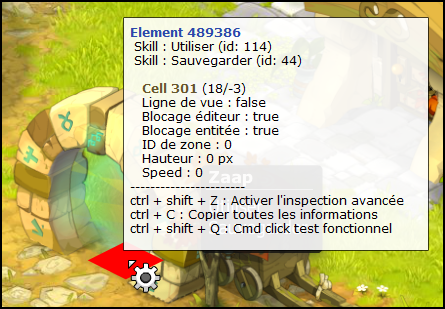 Element 489386
Skill : Utiliser (id: 114)
Skill : Sauvegarder (id: 44)
Cell 301 (18/-3)
Ligne de vue : false
Blocage éditeur : true
Blocage entitée : true
ID de zone : 0
Hauteur : 0 px
Speed : 0
Zaap
-----------------------
ctrl + shift + Z : Activer l'inspection avancée
ctrl + C : Copier toutes les informations
ctrl + shift + Q : Cmd click test fonctionnel